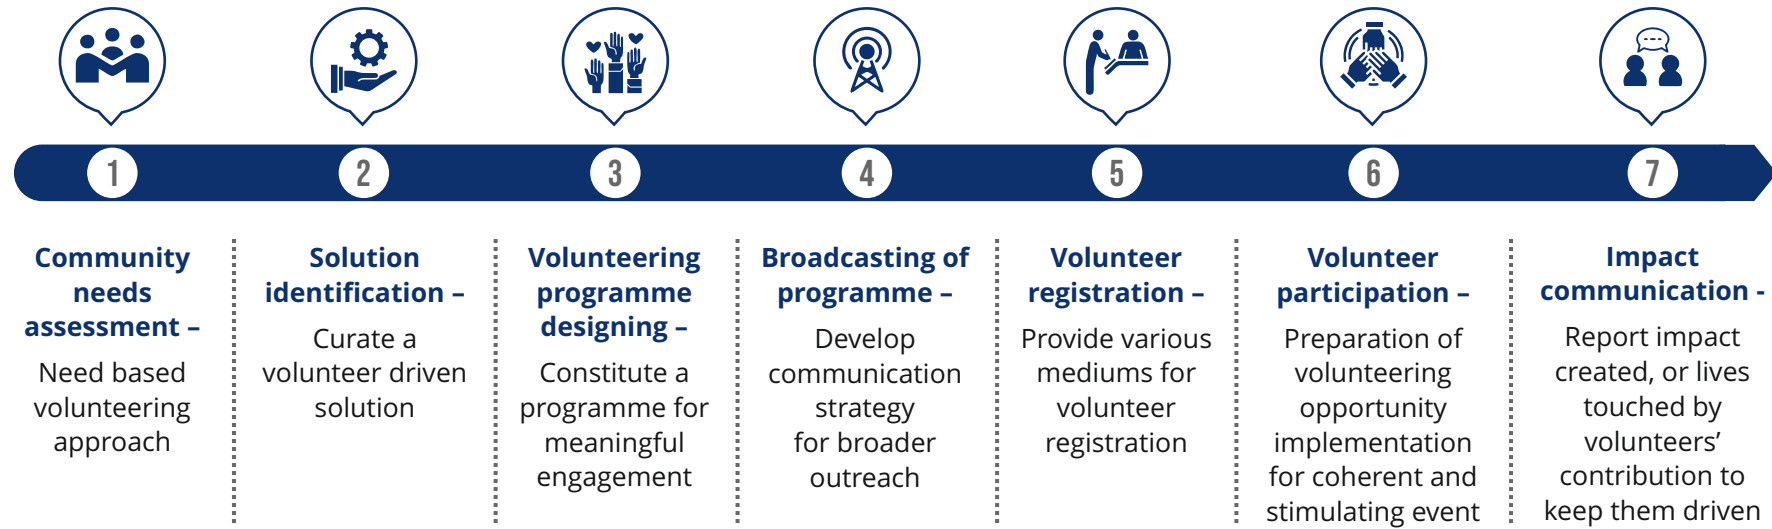 1
2
3
4
5
6
7
Community
needs
assessment –
Need based
volunteering
approach
Solution
identification –
Curate a
volunteer driven
solution
Volunteering
programme
designing –
Constitute a
programme for
meaningful
engagement
Broadcasting of
programme –
Develop
communication
strategy
for broader
outreach
Volunteer
registration –
Provide various
mediums for
volunteer
registration
Volunteer
participation –
Preparation of
volunteering
opportunity
implementation
for coherent and
stimulating event
Impact
communication -
Report impact
created, or lives
touched by
volunteers’
contribution to
keep them driven